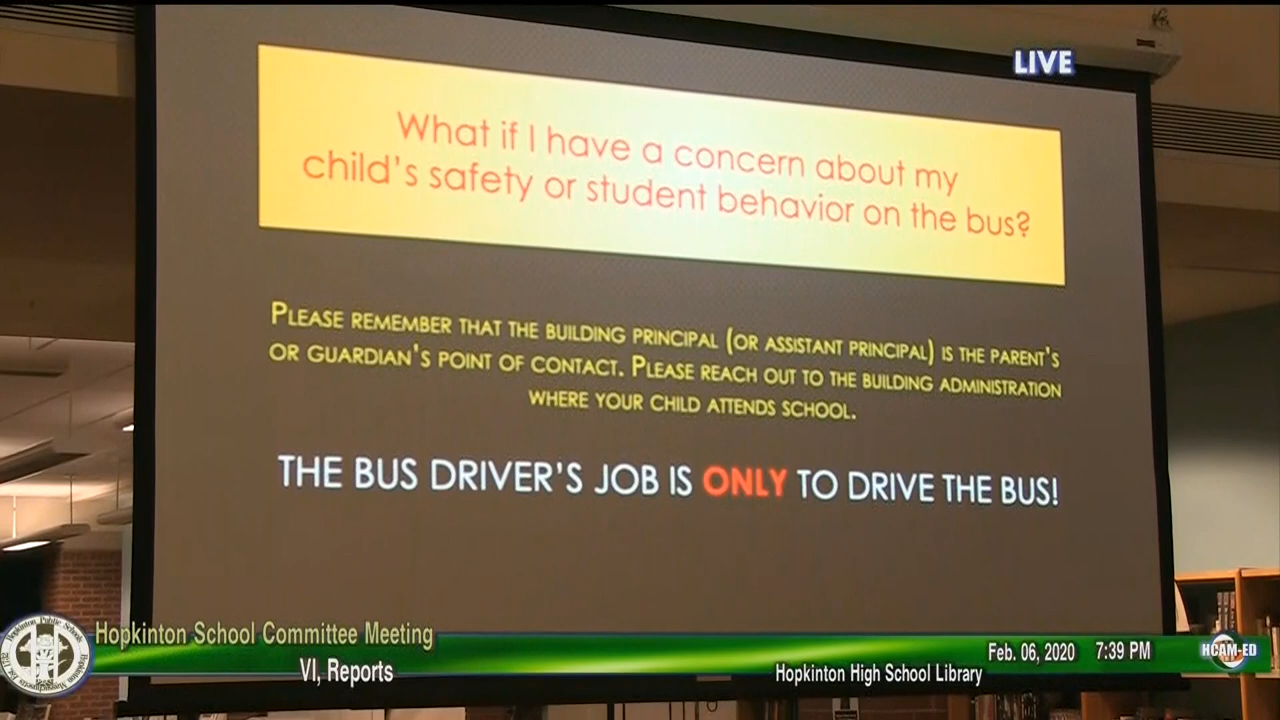 LIVE
What if I have a concern about my
child's safety or student behavior on the bus?
PLEASE REMEMBER THAT THE BUILDING PRINCIPAL (OR ASSISTANT PRINCIPAL) IS THE PARENT'S
OR GUARDIAN'S POINT OF CONTACT. PLEASE REACH OUT TO THE BUILDING ADMINISTRATION
WHERE YOUR CHILD ATTENDS SCHOOL.
THE BUS DRIVER'S JOB IS ONLY TO DRIVE THE BUS!
Hopkinton School Committee Meeting
VI, Reports
Feb. 06, 2020 7:39 PM
Hopkinton High School Library
HCAM-ED
Hopkinton Public Schools